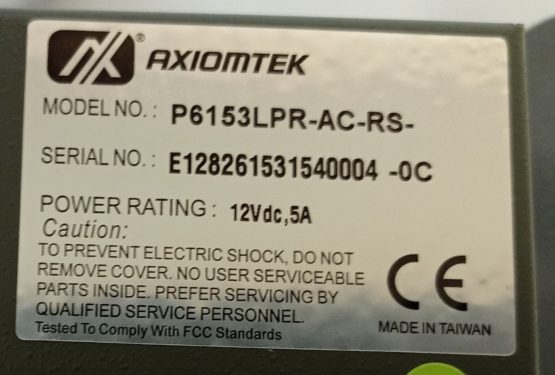 ® AXIOMTEK
MODEL NO. : P6153LPR-AC-RS-
SERIAL NO. : E128261531540004 -0C
POWER RATING : 12Vdc,5A
Caution:
TO PREVENT ELECTRIC SHOCK, DO NOT
REMOVE COVER. NO USER SERVICEABLE
PARTS INSIDE. PREFER SERVICING BY
QUALIFIED SERVICE PERSONNEL.
Tested To Comply With FCC Standards
CE
MADE IN TAIWAN